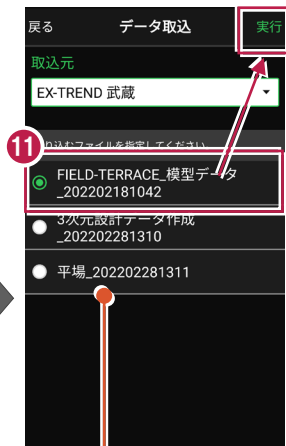 戻る データ取込 実行
取込元
EX-TREND 武蔵
り込むファイルを指定してください
11
FIELD-TERRACE_模型データ
_202202181042
3次元設計データ作成
_202202281310
平場_202202281311